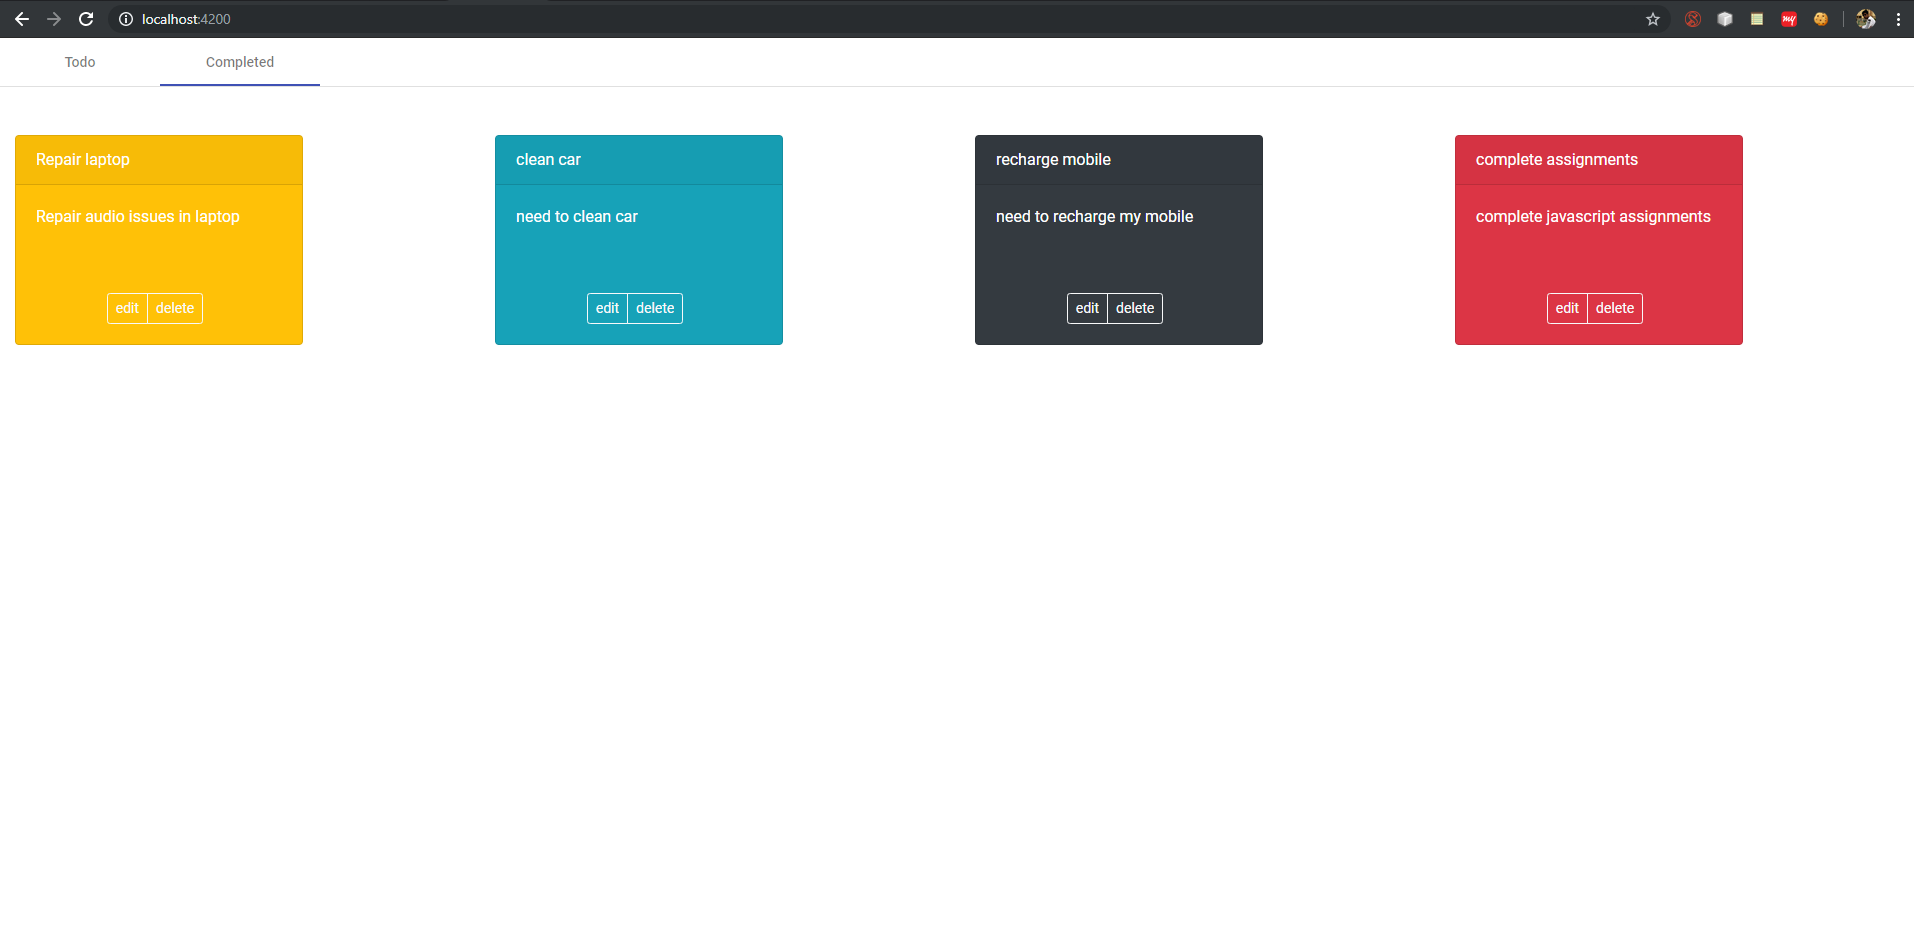 localhost:4200
my
Todo Completed
Repair laptop
Repair audio issues in laptop
edit delete
clean car
need to clean car
edit delete
recharge mobile
need to recharge my mobile
edit delete
complete assignments
complete javascript assignments
edit delete